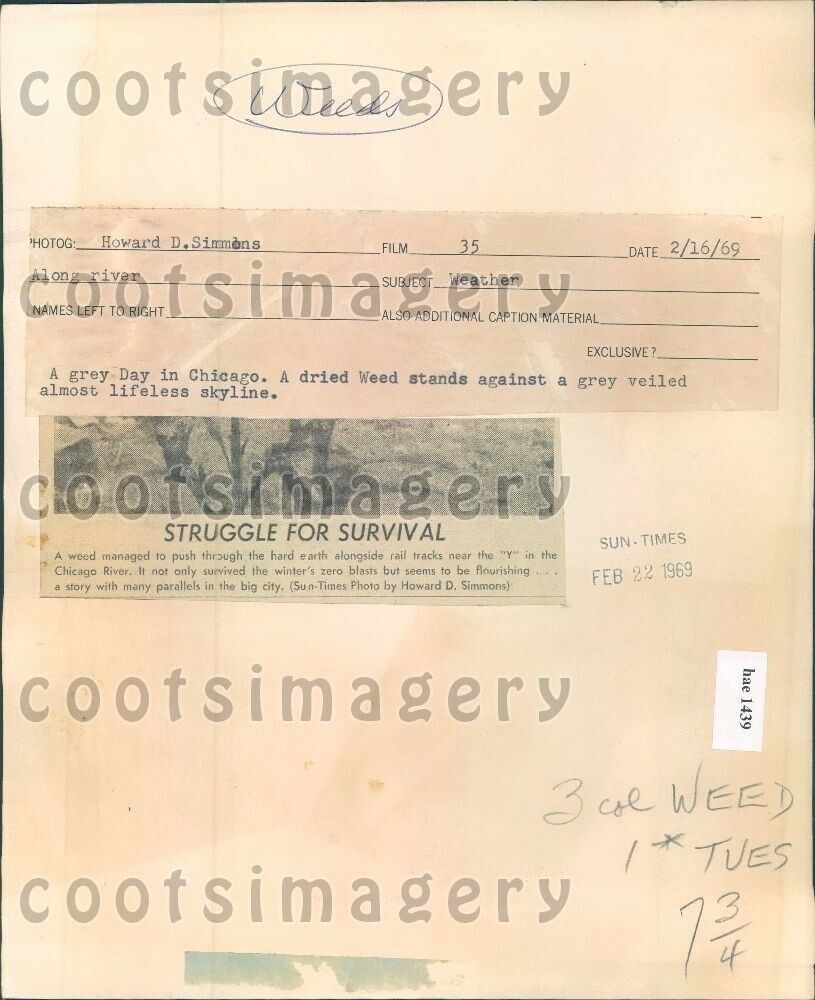 cootsimagery
Weeds
PHOTOG: Howard D.Simmons FILM 35 DATE 2/16/69
Along river SUBJECT Weather
cootsimagery
NAMES LEFT TO RIGHT ALSO ADDITIONAL CAPTION MATERIAL
EXCLUSIVE?
A grey Day in Chicago. A dried Weed stands against a grey veiled
almost lifeless skyline.
cootsimagery
STRUGGLE FOR SURVIVAL
A weed managed to push through the hard earth alongside rail tracks near the "Y" in the
Chicago River. It not only survived the winter's zero blasts but seems to be flourishing . . . .
a story with many parallels in the big city. (Sun-Times Photo by Howard D. Simmons)
SUN-TIMES
FEB 22 1969
hae 1439
cootsimagery
3 col WEED
1* TUES
7 3/4
cootsimagery